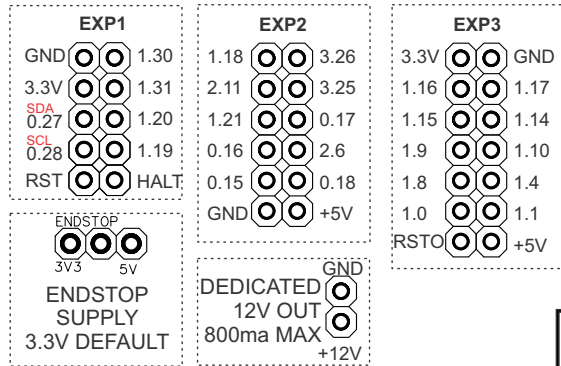 EXP1
GND 1.30
3.3V 1.31
SDA
0.27 1.20
SCL
0.28 1.19
RST HALT
EXP2
1.18 3.26
2.11 3.25
1.21 0.17
0.16 2.6
0.15 0.18
GND +5V
EXP3
3.3V GND
1.16 1.17
1.15 1.14
1.9 1.10
1.8 1.4
1.0 1.1
RSTO +5V
ENDSTOP
3V3 5V
ENDSTOP
SUPPLY
3.3V DEFAULT
GND
DEDICATED
12V OUT
800ma MAX
+12V